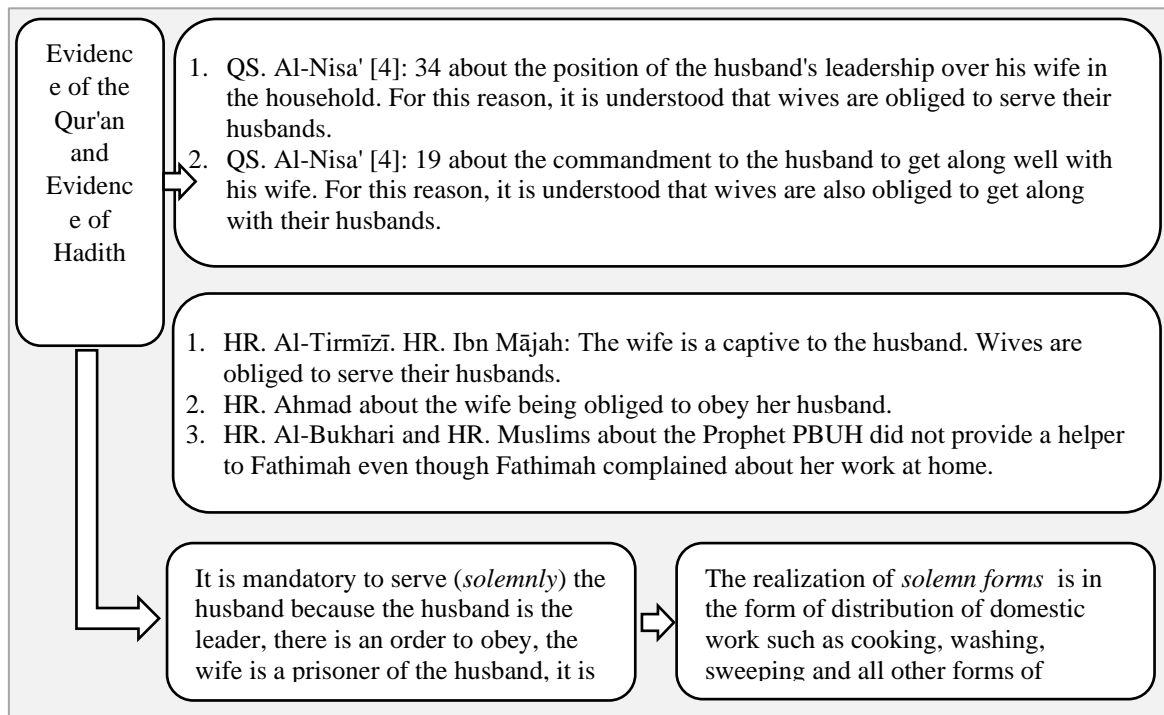 Evidenc
e of the
Qur'an
and
Evidenc
e of
Hadith
1. QS. Al-Nisa' [4]: 34 about the position of the husband's leadership over his wife in
the household. For this reason, it is understood that wives are obliged to serve their
husbands.
2. QS. Al-Nisa' [4]: 19 about the commandment to the husband to get along well with
his wife. For this reason, it is understood that wives are also obliged to get along
with their husbands.
1. HR. Al-Tirmīzī. HR. Ibn Mājah: The wife is a captive to the husband. Wives are
obliged to serve their husbands.
2. HR. Ahmad about the wife being obliged to obey her husband.
3. HR. Al-Bukhari and HR. Muslims about the Prophet PBUH did not provide a helper
to Fathimah even though Fathimah complained about her work at home.
It is mandatory to serve (solemnly) the
husband because the husband is the
leader, there is an order to obey, the
wife is a prisoner of the husband, it is
The realization of solemn forms is in
the form of distribution of domestic
work such as cooking, washing,
sweeping and all other forms of